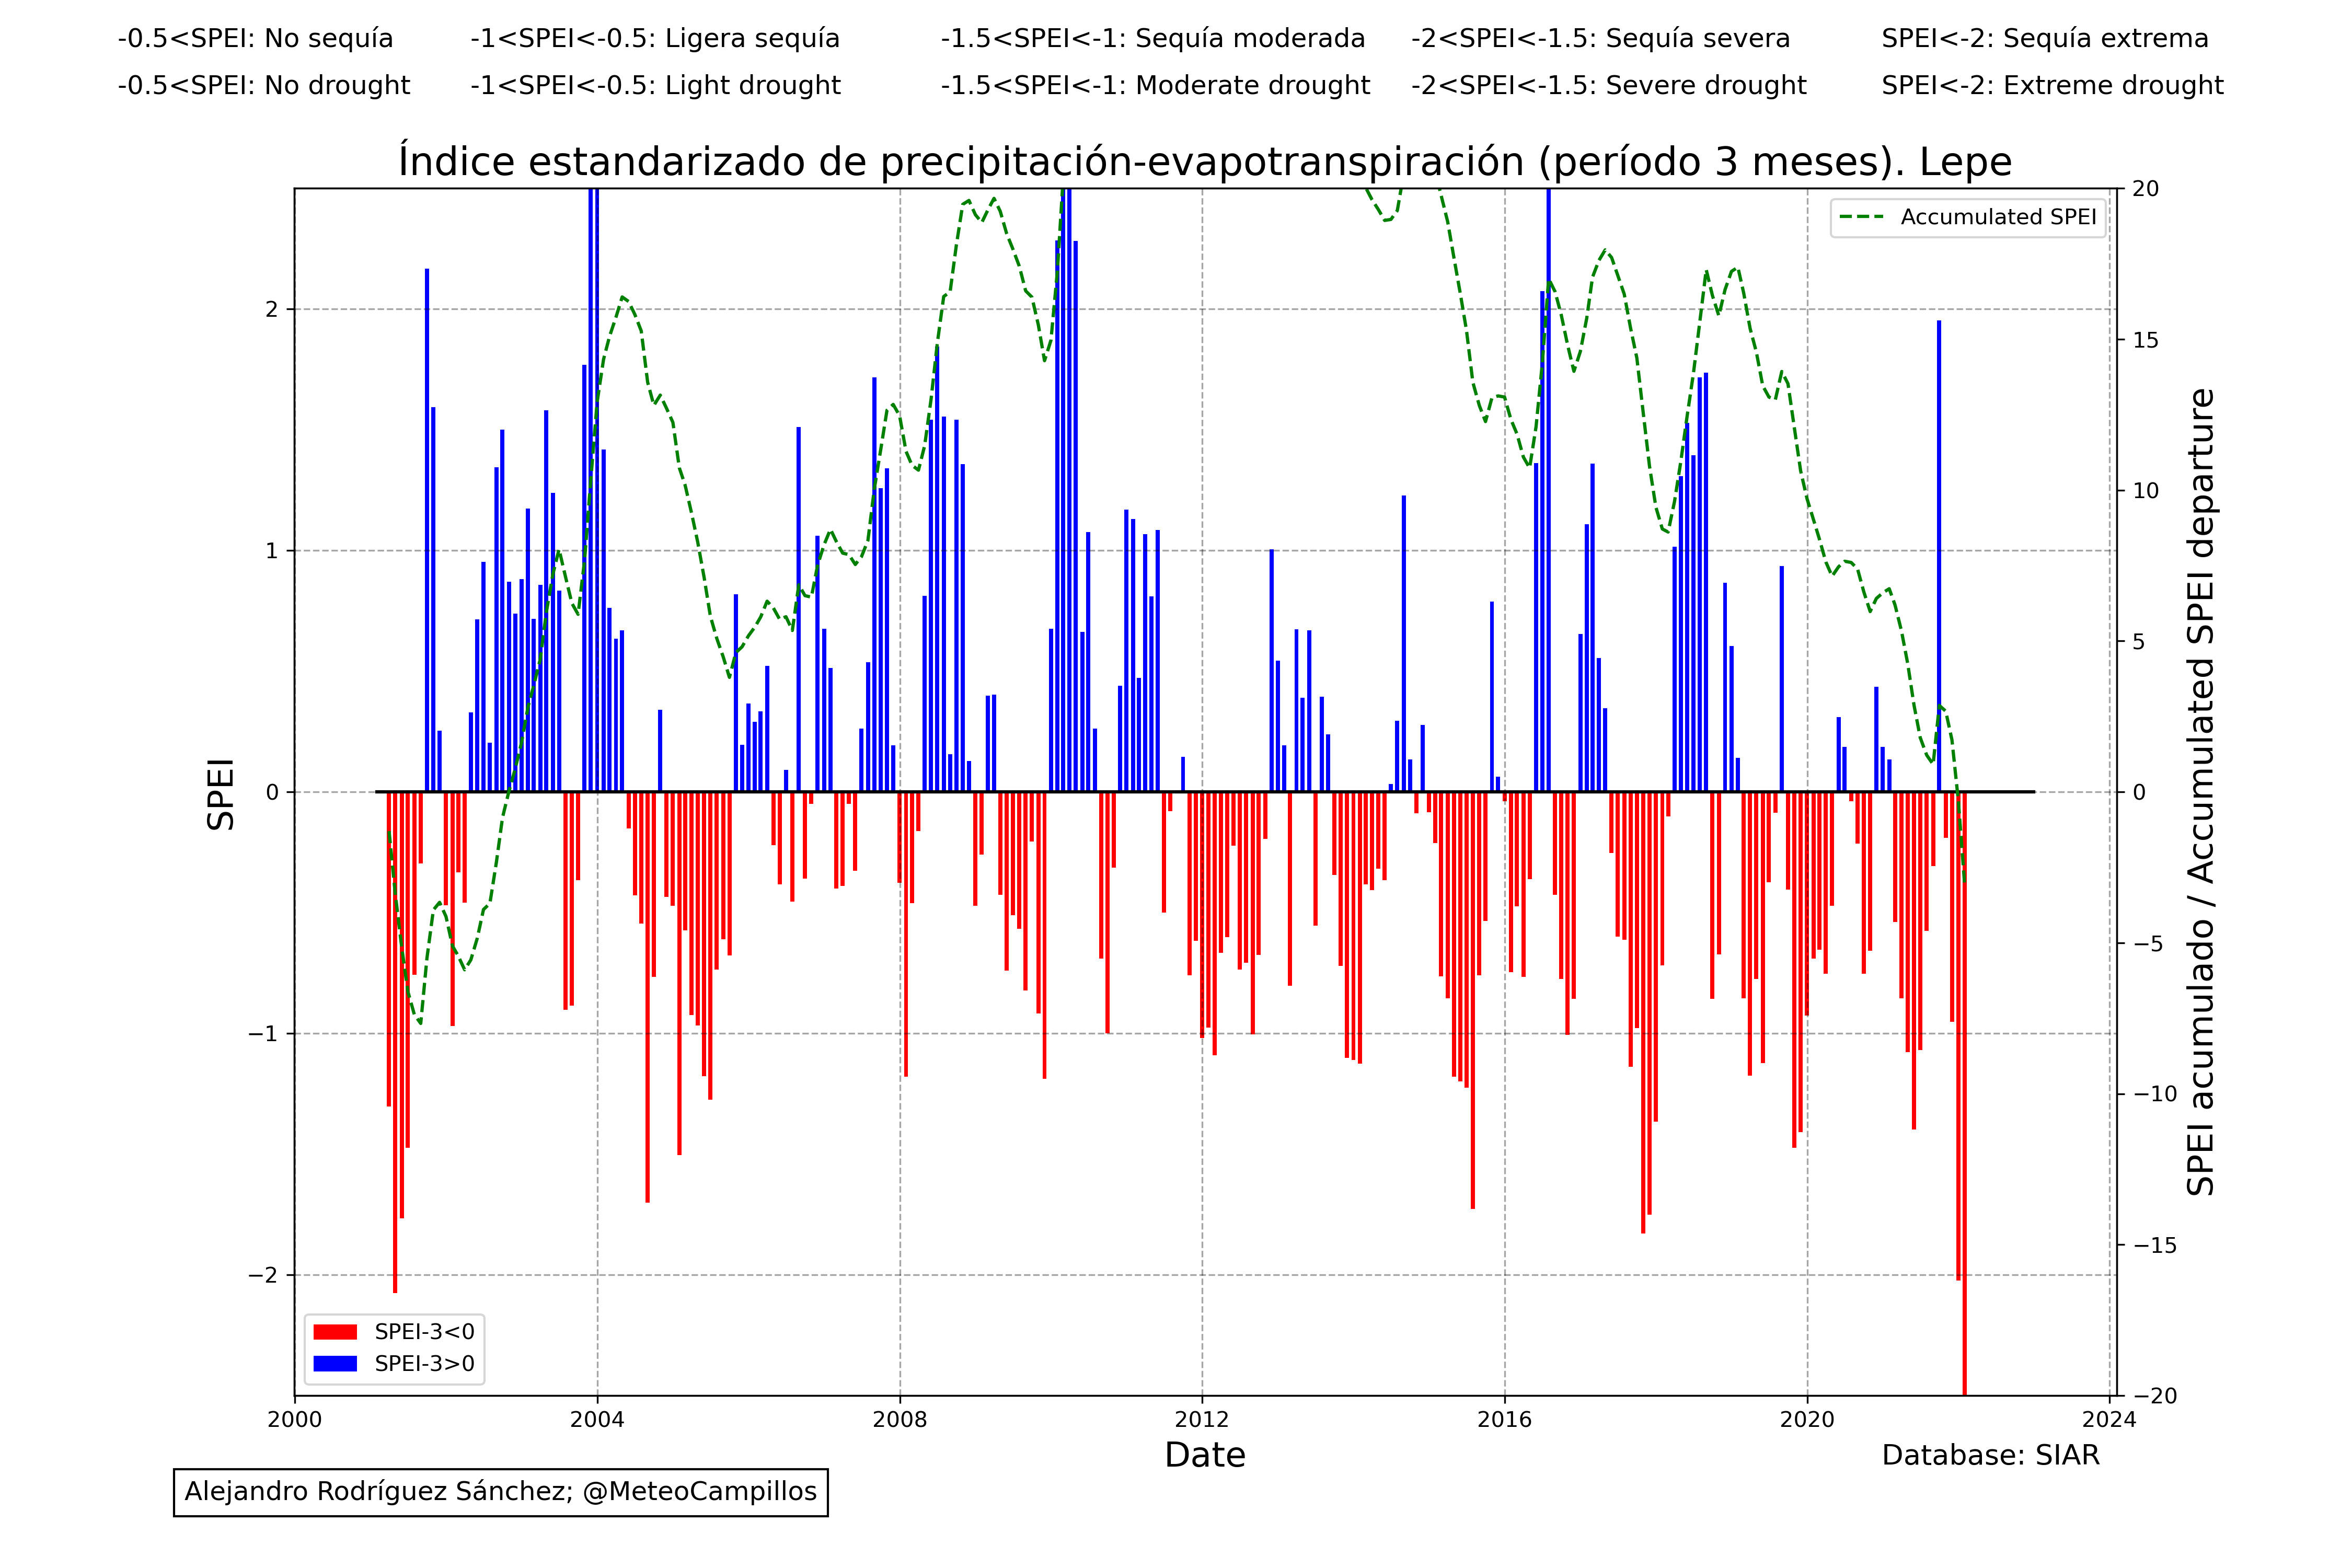 -0.5<SPEI: No sequía -1<SPEI<-0.5: Ligera sequía -1.5<SPEI<-1: Sequía moderada -2<SPEI<-1.5: Sequía severa SPEI<-2: Sequía extrema
-0.5<SPEI: No drought -1<SPEI<-0.5: Light drought -1.5<SPEI<-1: Moderate drought -2<SPEI<-1.5: Severe drought SPEI<-2: Extreme drought
Índice estandarizado de precipitación-evapotranspiración (período 3 meses). Lepe
Accumulated SPEI
2
1
0
−1
−2
SPEI
20
15
10
5
0
−5
−10
−15
−20
SPEI acumulado / Accumulated SPEI departure
SPEI-3<0
SPEI-3>0
2000 2004 2008 2012 2016 2020 2024
Date
Database: SIAR
Alejandro Rodríguez Sánchez; @MeteoCampillos